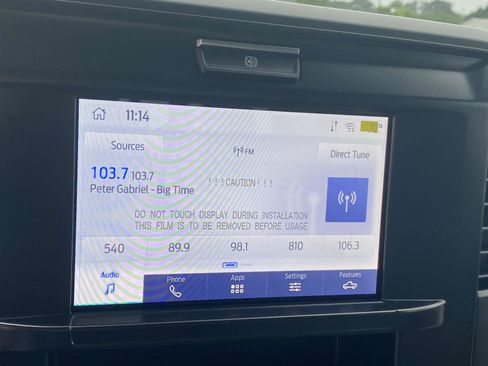 11:14
Sources
FM
Direct Tune
103.7 103.7
Peter Gabriel - Big Time
! ! ! CAUTION ! ! !
DO NOT TOUCH DISPLAY DURING INSTALLATION
THIS FILM IS TO BE REMOVED BEFORE USAGE
540 89.9 98.1 810 106.3
Audio Phone Apps Settings Features